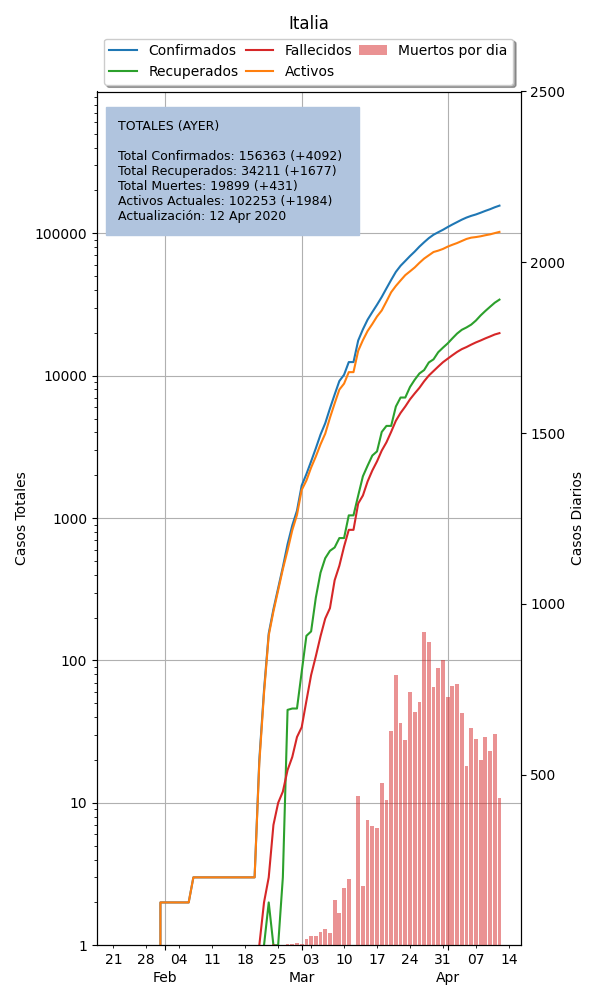 Italia
Confirmados Fallecidos Muertos por dia
Recuperados Activos
TOTALES (AYER)
Total Confirmados: 156363 (+4092)
Total Recuperados: 34211 (+1677)
Total Muertes: 19899 (+431)
Activos Actuales: 102253 (+1984)
Actualización: 12 Apr 2020
Casos Totales
100000
10000
1000
100
10
1
2500
2000
1500
1000
500
Casos Diarios
21 28 04 11 18 25 03 10 17 24 31 07 14
Feb Mar Apr